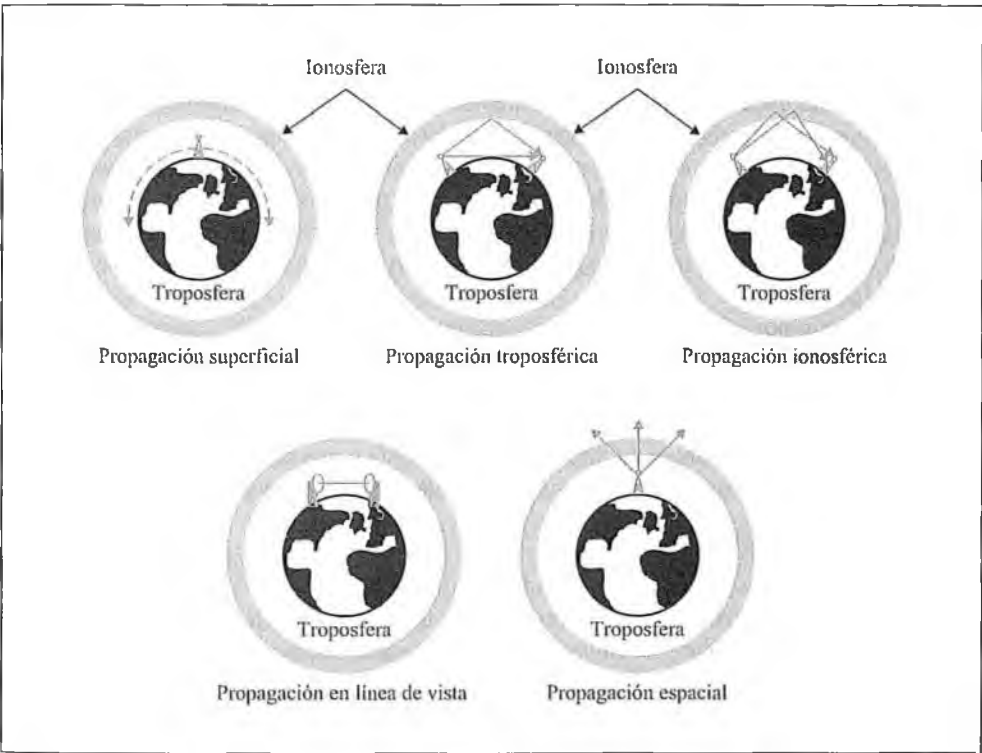 Ionosfera
Ionosfera
Troposfera
Troposfera
Troposfera
Propagación superficial
Propagación troposférica
Propagación ionosférica
Troposfera
Troposfera
Propagación en línea de vista
Propagación espacial